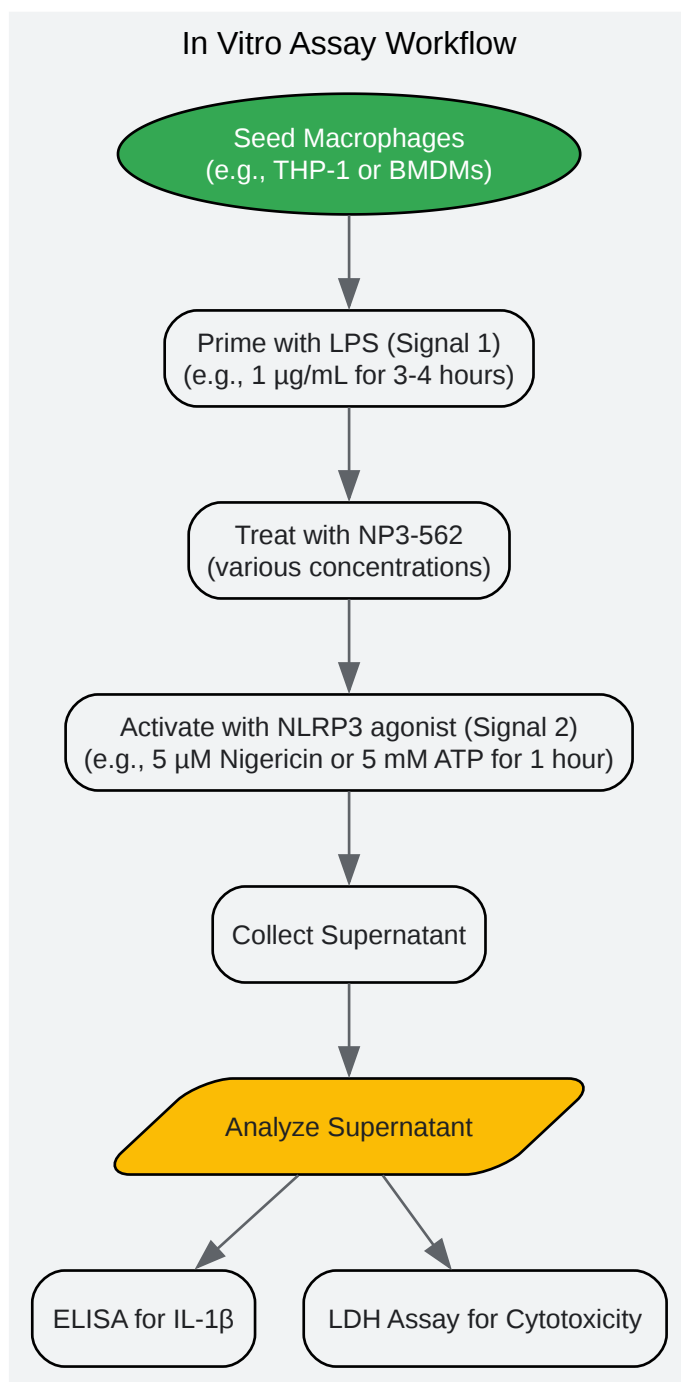 In Vitro Assay Workflow
Seed Macrophages
(e.g., THP-1 or BMDMs)
Prime with LPS (Signal 1)
(e.g., 1 µg/mL for 3-4 hours)
Treat with NP3-562
(various concentrations)
Activate with NLRP3 agonist (Signal 2)
(e.g., 5 µM Nigericin or 5 mM ATP for 1 hour)
Collect Supernatant
Analyze Supernatant
ELISA for IL-1β
LDH Assay for Cytotoxicity